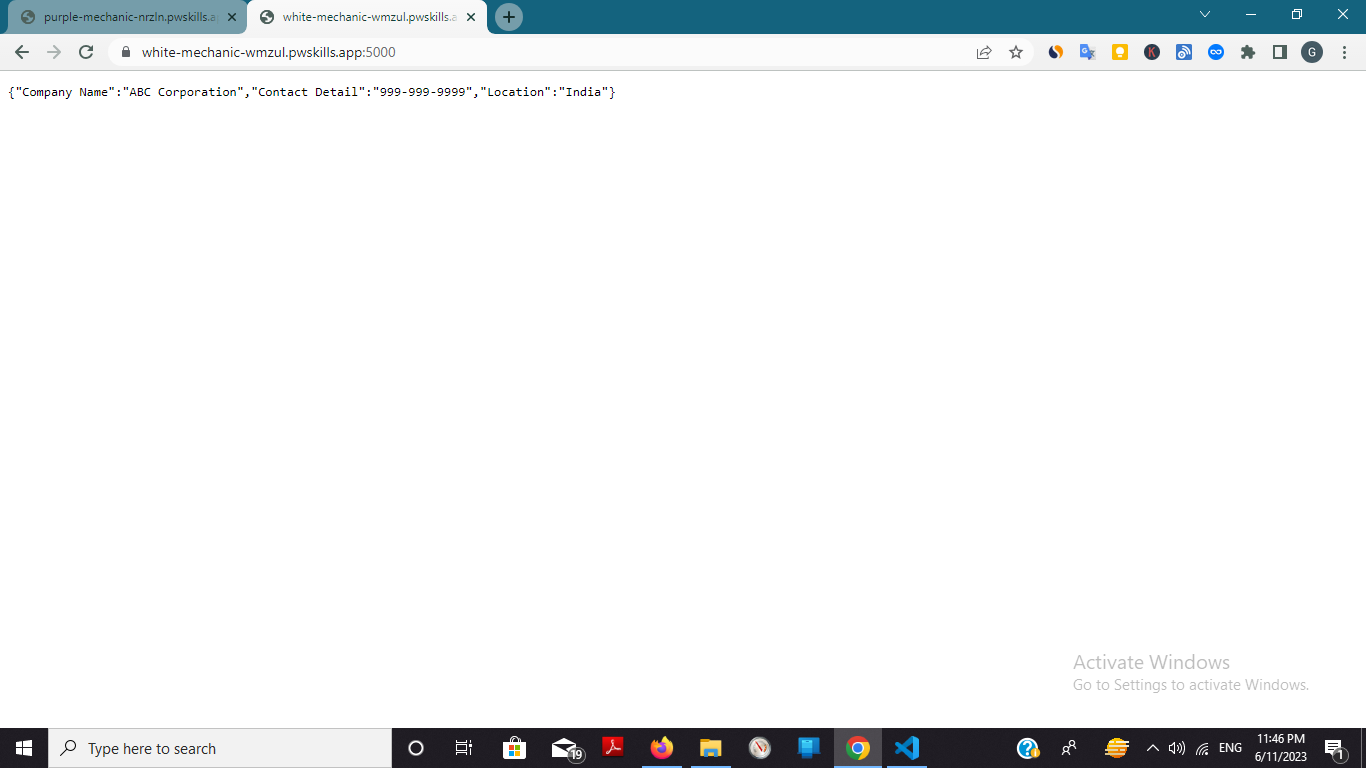 purple-mechanic-nrzln.pwskills.a
white-mechanic-wmzul.pwskills.a
white-mechanic-wmzul.pwskills.app:5000
G
{"Company Name":"ABC Corporation","Contact Detail":"999-999-9999","Location":"India"}
Activate Windows
Go to Settings to activate Windows.
Type here to search
19
ENG
11:46 PM
6/11/2023
1